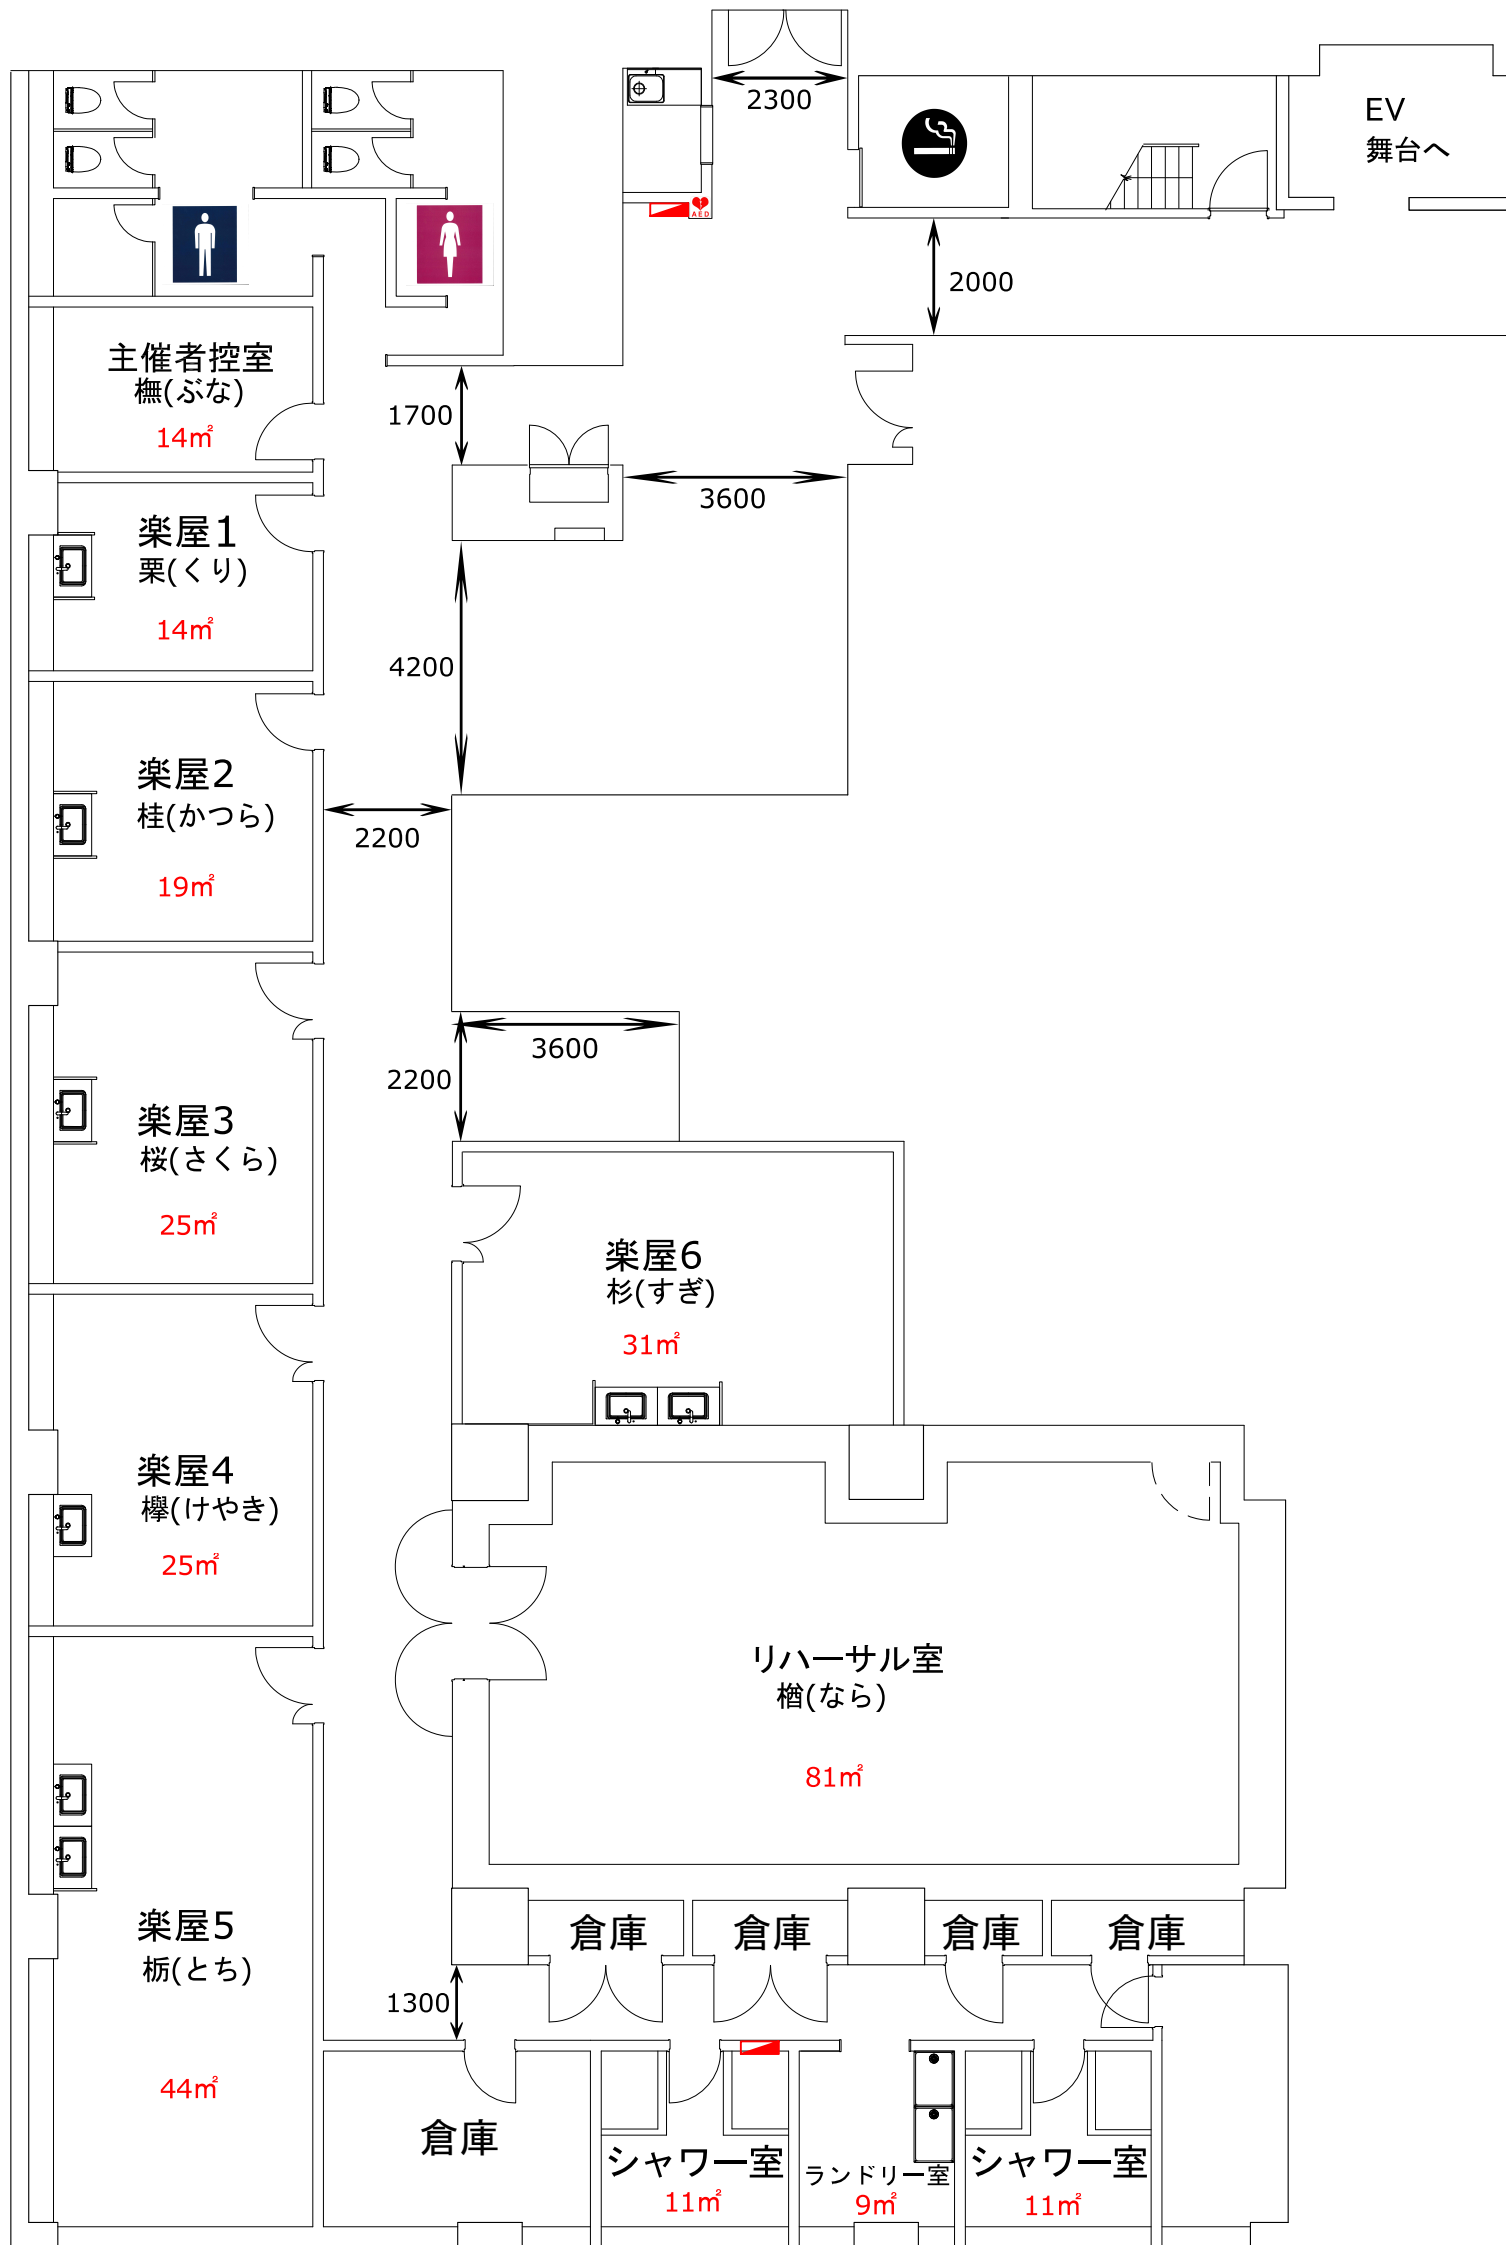 2300
EV
舞台へ
AED
2000
主催者控室
橅(ぶな)
14㎡
1700
3600
楽屋1
栗(くり)
14㎡
4200
楽屋2
桂(かつら)
19㎡
2200
3600
2200
楽屋3
桜(さくら)
25㎡
楽屋6
杉(すぎ)
31㎡
楽屋4
欅(けやき)
25㎡
リハーサル室
楢(なら)
81㎡
楽屋5
栃(とち)
44㎡
倉庫
倉庫
倉庫
倉庫
1300
倉庫
シャワー室
11㎡
ランドリー室
9㎡
シャワー室
11㎡